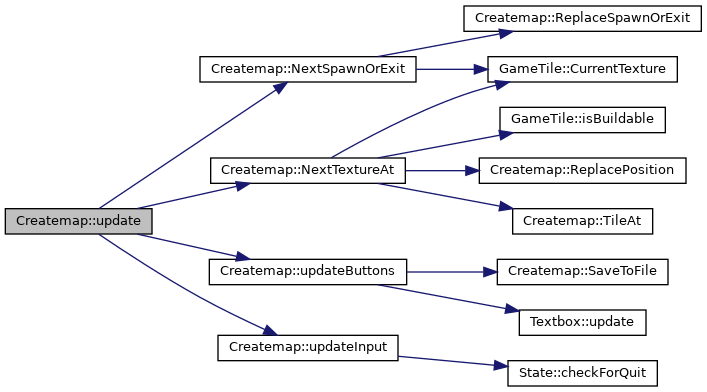 Createmap::update
Createmap::NextSpawnOrExit
Createmap::NextTextureAt
Createmap::updateButtons
Createmap::updateInput
Createmap::ReplaceSpawnOrExit
GameTile::CurrentTexture
GameTile::isBuildable
Createmap::ReplacePosition
Createmap::TileAt
Createmap::SaveToFile
Textbox::update
State::checkForQuit